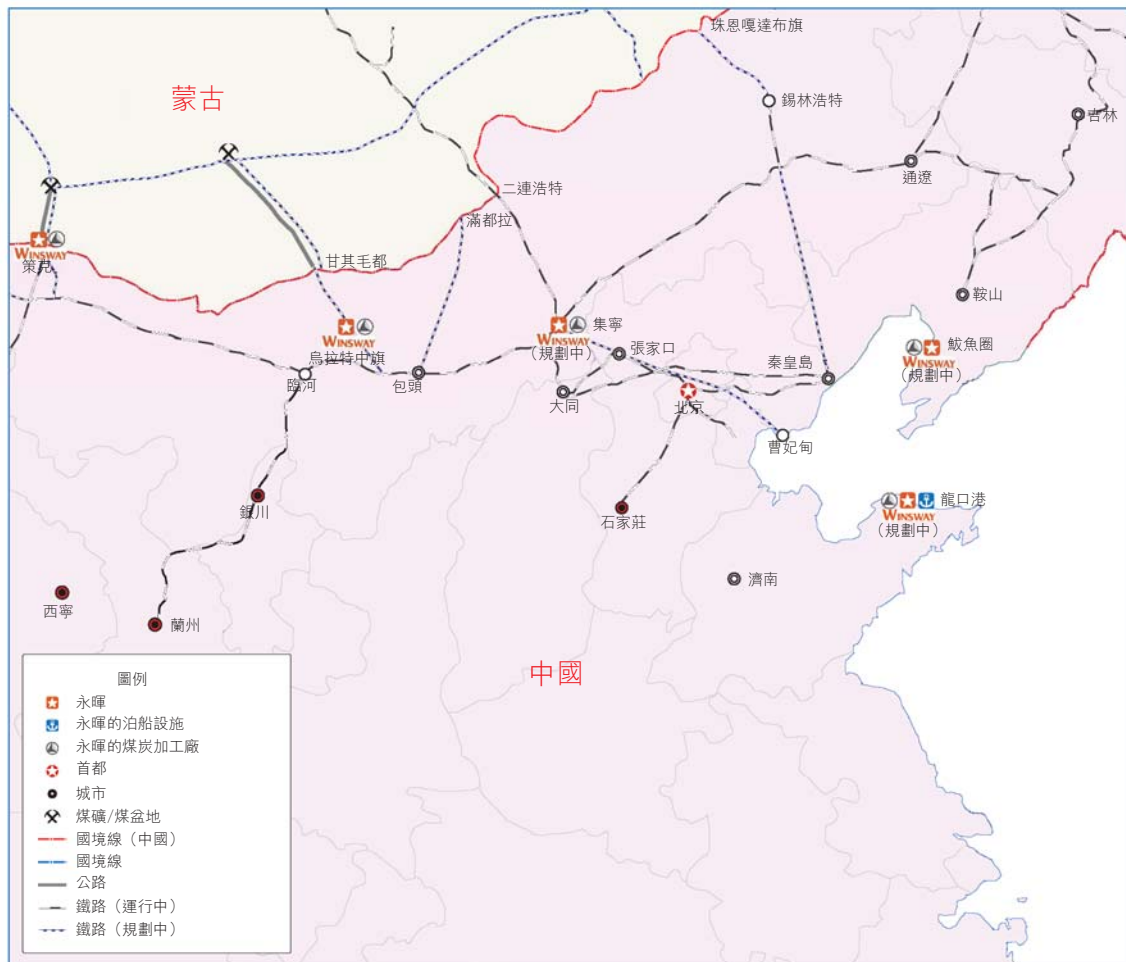 珠恩嘎達布旗
蒙古
錫林浩特
吉林
通遼
二連浩特
滿都拉
WINSWAY
策克
甘其毛都
鞍山
WINSWAY
烏拉特中旗
WINSWAY
(規劃中)
集寧
張家口
鮁魚圈
WINSWAY
(規劃中)
秦皇島
臨河
包頭
大同
北京
曹妃甸
銀川
石家莊
龍口港
WINSWAY
(規劃中)
濟南
西寧
蘭州
中國
圖例
永暉
永暉的泊船設施
永暉的煤炭加工廠
首都
城市
煤礦/煤盆地
國境線（中國）
國境線
公路
鐵路（運行中）
鐵路（規劃中）